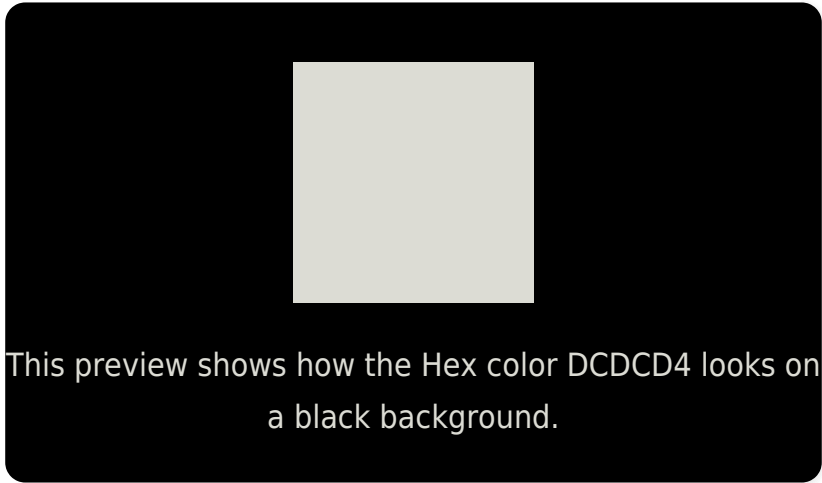 This preview shows how the Hex color DCDCD4 looks on
a black background.